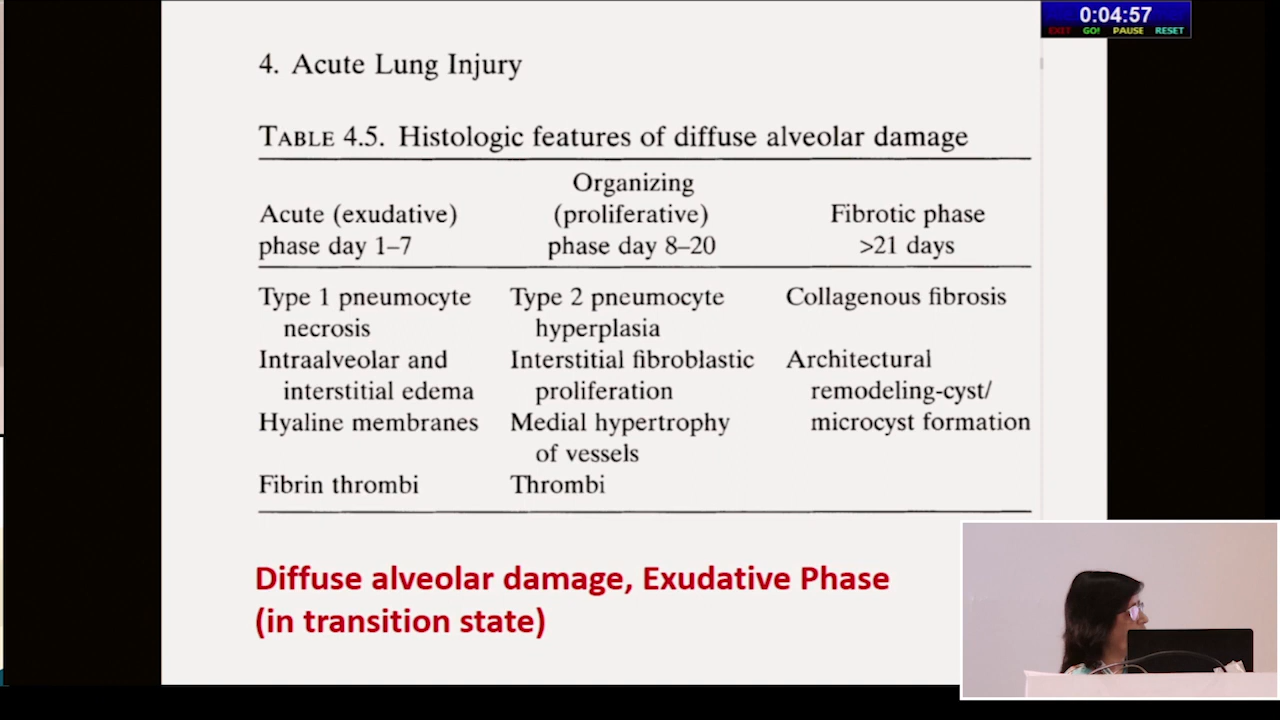 0:04:57
EXIT GO! PAUSE RESET
4. Acute Lung Injury
TABLE 4.5. Histologic features of diffuse alveolar damage
Acute (exudative)
phase day 1–7
Organizing
(proliferative)
phase day 8–20
Fibrotic phase
>21 days
Type 1 pneumocyte
necrosis
Intraalveolar and
interstitial edema
Hyaline membranes
Fibrin thrombi
Type 2 pneumocyte
hyperplasia
Interstitial fibroblastic
proliferation
Medial hypertrophy
of vessels
Thrombi
Collagenous fibrosis
Architectural
remodeling-cyst/
microcyst formation
Diffuse alveolar damage, Exudative Phase
(in transition state)